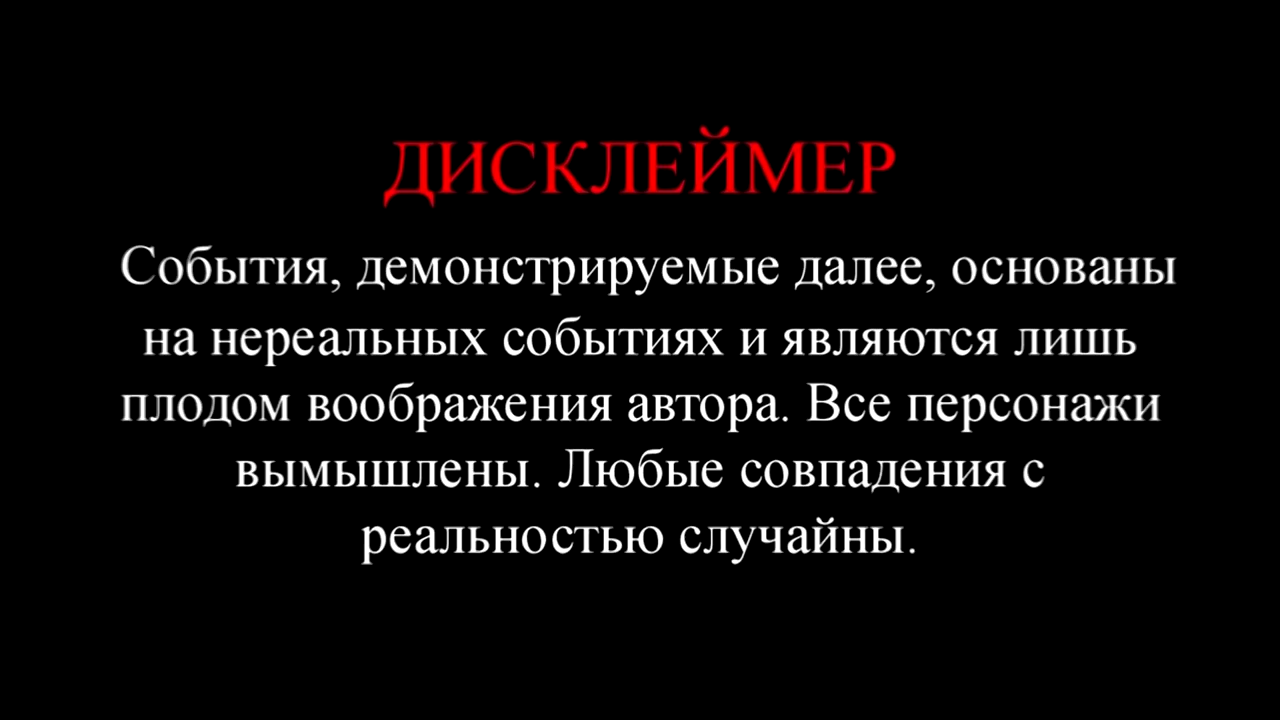 ДИСКЛЕЙМЕР
События, демонстрируемые далее, основаны
на нереальных событиях и являются лишь
плодом воображения автора. Все персонажи
вымышлены. Любые совпадения с
реальностью случайны.